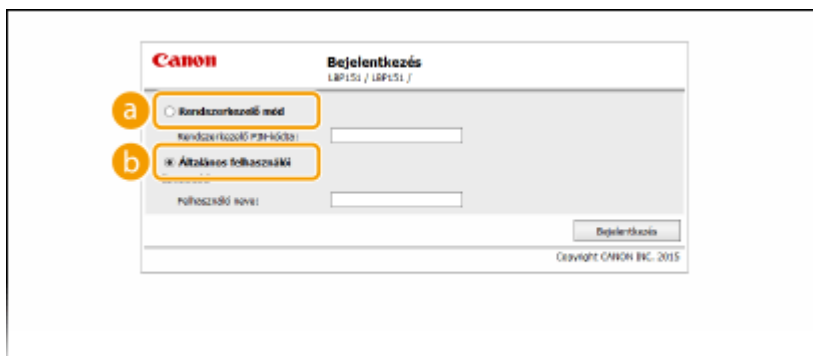 Canon
Bejelentkezés
LBP151 / LBP151 /
a
Rendszerkezelő mód
Rendszerkezelő PIN-kódja:
b
Általános felhasználói
Felhasználó neve:
Bejelentkezés
Copyright CANON INC. 2015